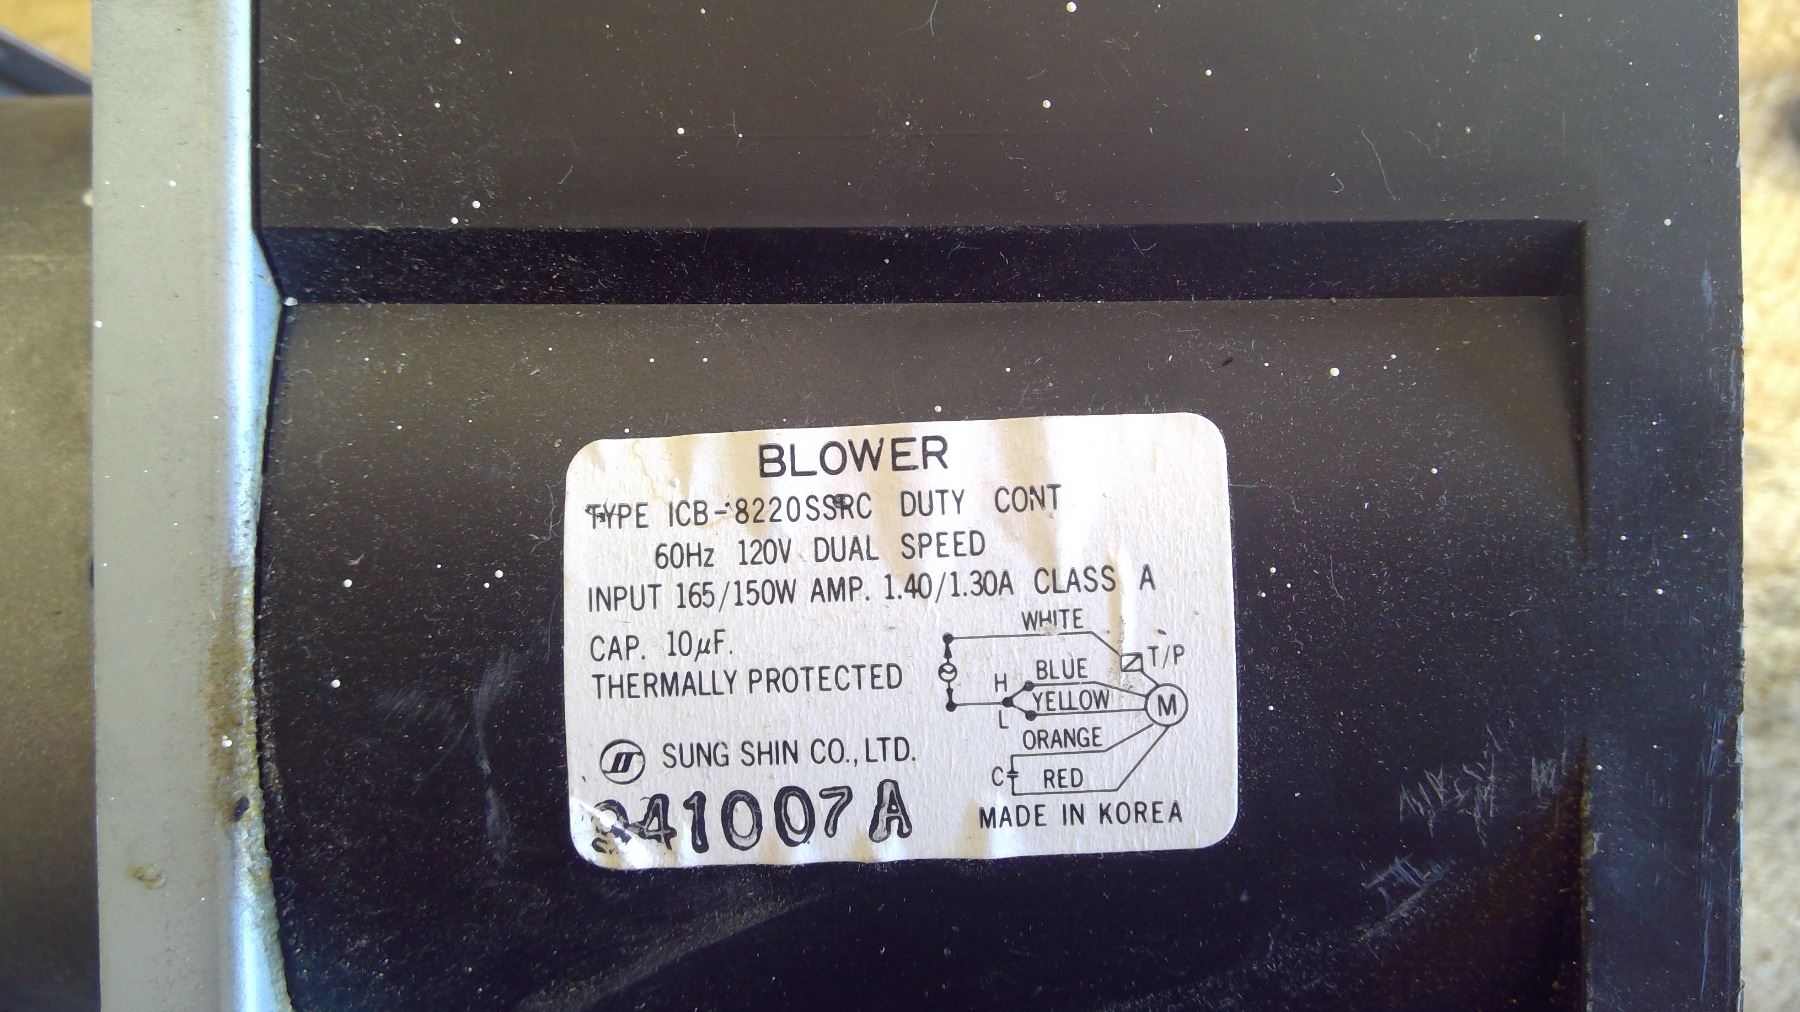 BLOWER
TYPE ICB-8220SSRC DUTY CONT
60Hz 120V DUAL SPEED
INPUT 165/150W AMP. 1.40/1.30A CLASS A
CAP. 10µF.
THERMALLY PROTECTED
WHITE
T/P
H BLUE
YELLOW
M
L
ORANGE
C RED
SUNG SHIN CO., LTD.
941007A
MADE IN KOREA